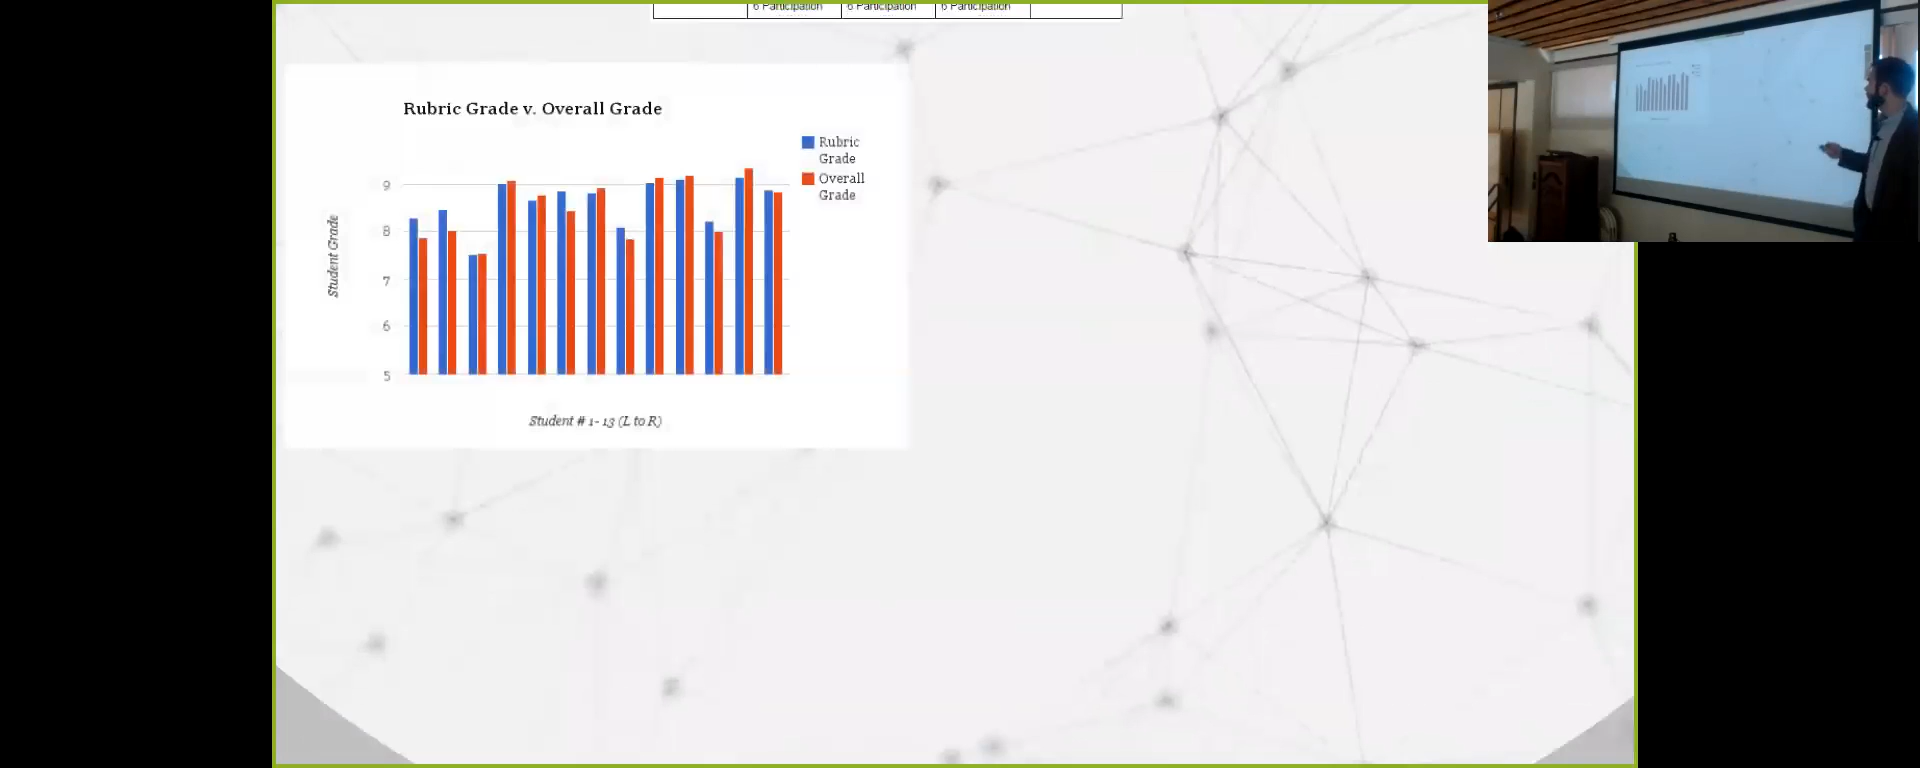 6 Participation 6 Participation 6 Participation
Rubric Grade v. Overall Grade
Rubric
Grade
Overall
Grade
9
8
7
6
5
Student Grade
Student # 1- 13 (L to R)